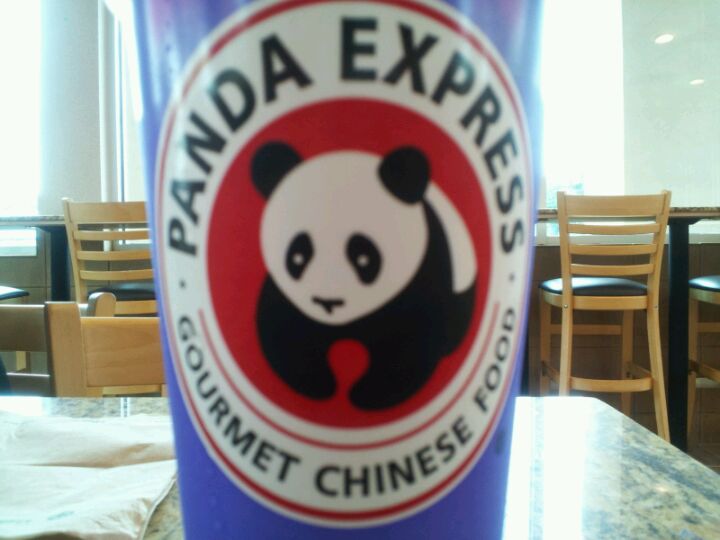 PANDA EXPRESS
GOURMET CHINESE FOOD